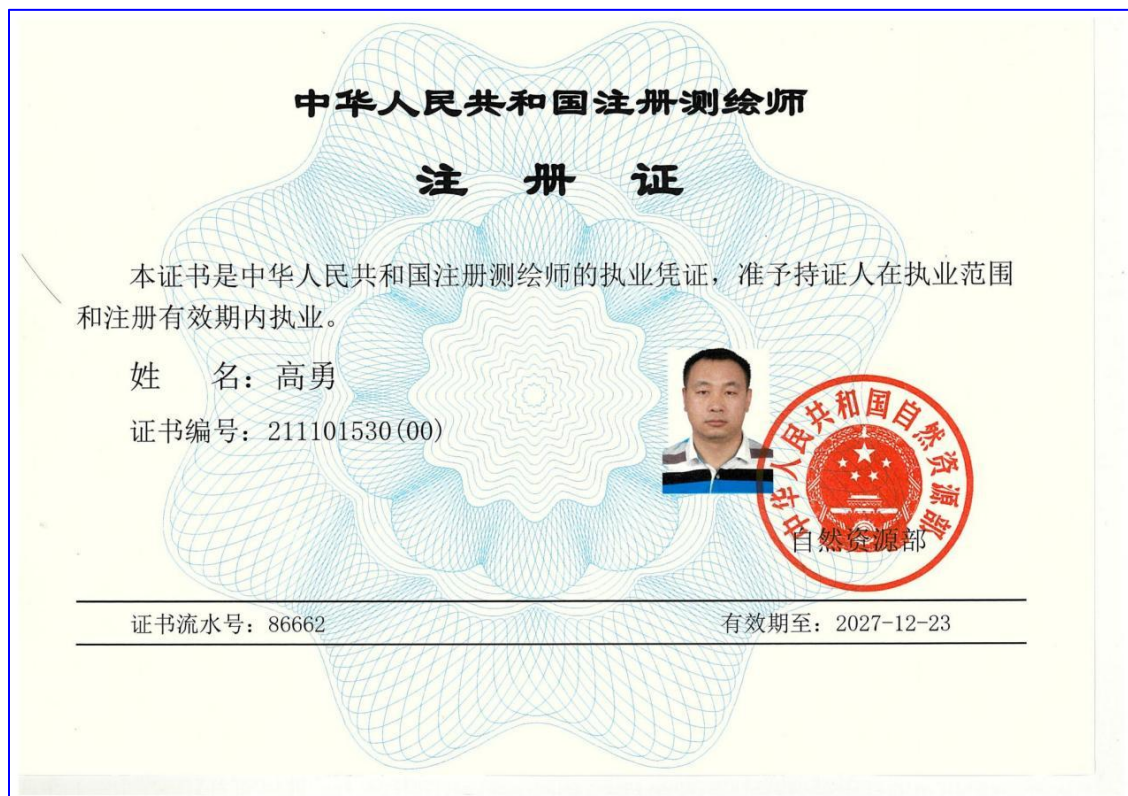 中华人民共和国注册测绘师
注 册 证
本证书是中华人民共和国注册测绘师的执业凭证，准予持证人在执业范围
和注册有效期内执业。
姓 名：高勇
证书编号：211101530(00)
中华人民共和国自然资源部
自然资源部
证书流水号：86662
有效期至：2027-12-23